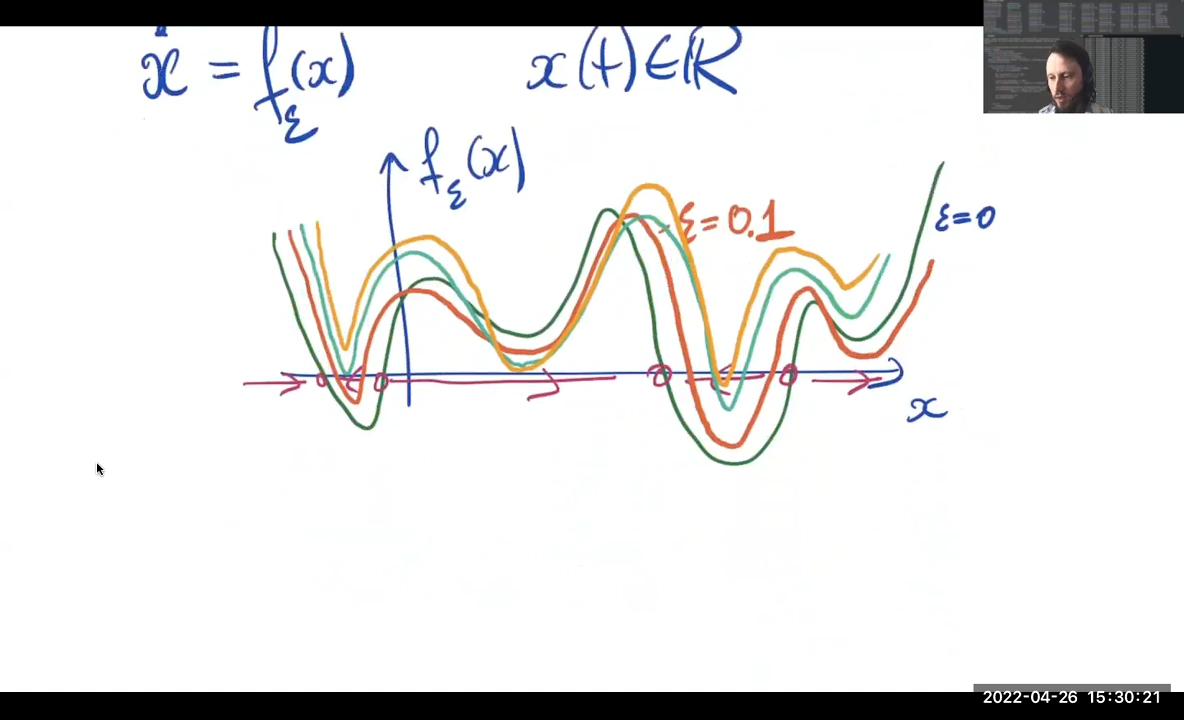 ẋ = f_ε(x) x(t)∈ℝ
f_ε(x)
ε=0.1
ε=0
x
2022-04-26 15:30:21